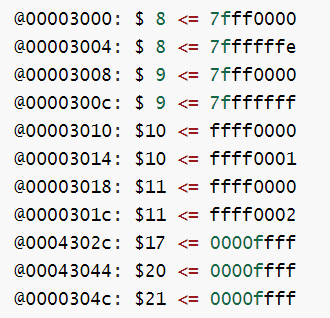 @00003000: $ 8 <= 7fff0000
@00003004: $ 8 <= 7ffffffe
@00003008: $ 9 <= 7fff0000
@0000300c: $ 9 <= 7fffffff
@00003010: $10 <= ffff0000
@00003014: $10 <= ffff0001
@00003018: $11 <= ffff0000
@0000301c: $11 <= ffff0002
@0004302c: $17 <= 0000ffff
@00043044: $20 <= 0000ffff
@0000304c: $21 <= 0000ffff